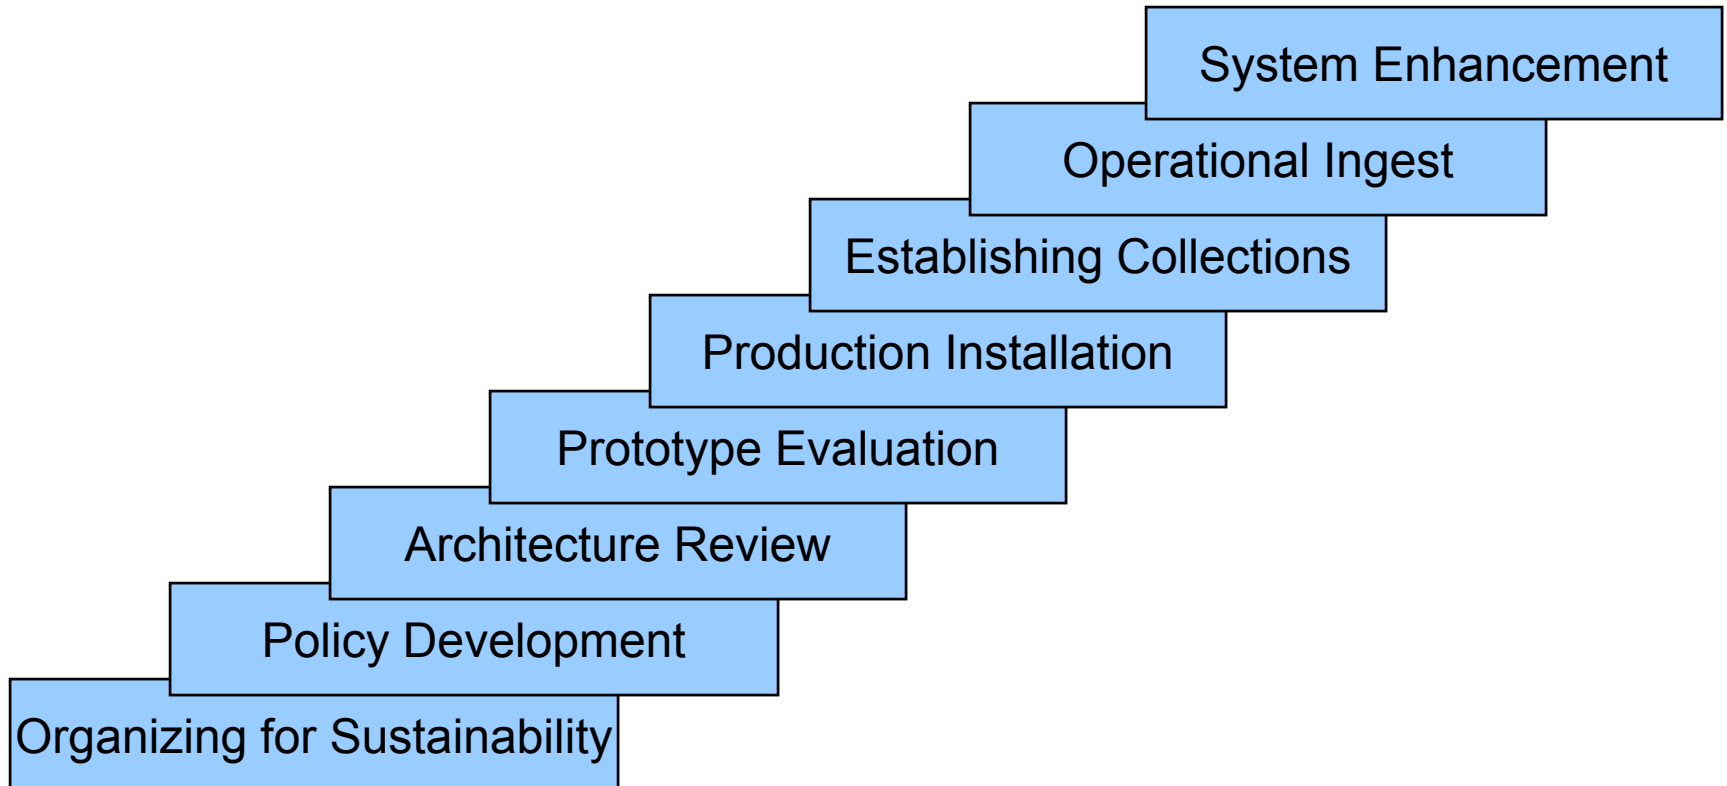 System Enhancement
Operational Ingest
Establishing Collections
Production Installation
Prototype Evaluation
Architecture Review
Policy Development
Organizing for Sustainability